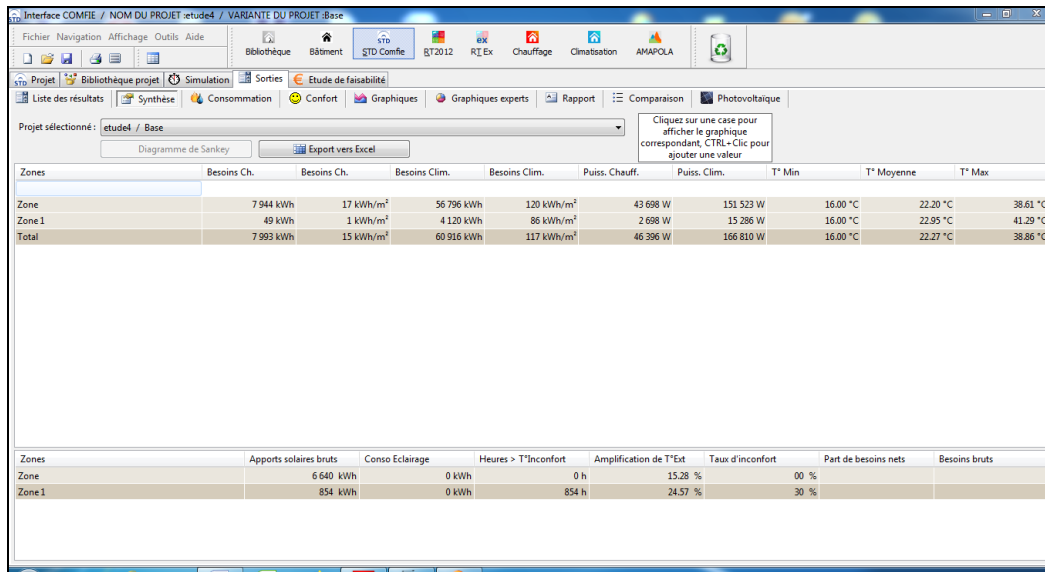 Interface COMFIE / NOM DU PROJET :etude4 / VARIANTE DU PROJET :Base
Fichier Navigation Affichage Outils Aide
Bibliothèque Bâtiment STD Comfie RT2012 RT Ex Chauffage Climatisation AMAPOLA
Projet Bibliothèque projet Simulation Sorties Etude de faisabilité
Liste des résultats Synthèse Consommation Confort Graphiques Graphiques experts Rapport Comparaison Photovoltaïque
Projet sélectionné : etude4 / Base
Cliquez sur une case pour
afficher le graphique
correspondant, CTRL+Clic pour
ajouter une valeur
Diagramme de Sankey Export vers Excel
Zones Besoins Ch. Besoins Ch. Besoins Clim. Besoins Clim. Puiss. Chauff. Puiss. Clim. T° Min T° Moyenne T° Max
Zone 7 944 kWh 17 kWh/m² 56 796 kWh 120 kWh/m² 43 698 W 151 523 W 16.00 °C 22.20 °C 38.61 °C
Zone 1 49 kWh 1 kWh/m² 4 120 kWh 86 kWh/m² 2 698 W 15 286 W 16.00 °C 22.95 °C 41.29 °C
Total 7 993 kWh 15 kWh/m² 60 916 kWh 117 kWh/m² 46 396 W 166 810 W 16.00 °C 22.27 °C 38.86 °C
Zones Apports solaires bruts Conso Eclairage Heures > T°Inconfort Amplification de T°Ext Taux d'inconfort Part de besoins nets Besoins bruts
Zone 6 640 kWh 0 kWh 0 h 15.28 % 00 %
Zone 1 854 kWh 0 kWh 854 h 24.57 % 30 %